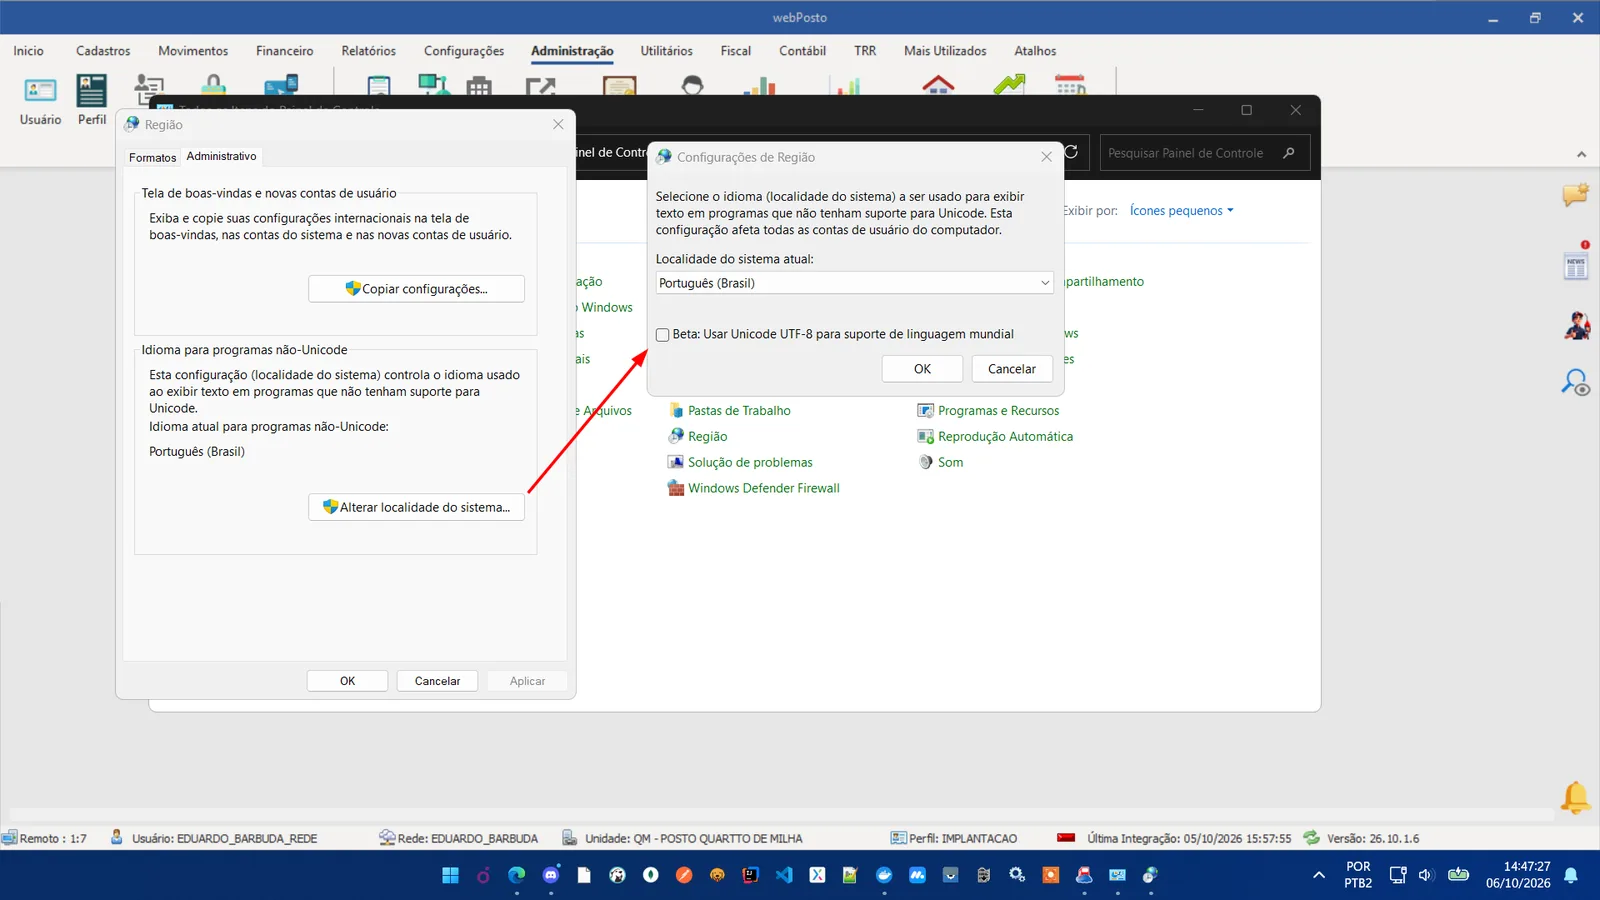 webPosto
Inicio Cadastros Movimentos Financeiro Relatórios Configurações Administração Utilitários Fiscal Contábil TRR Mais Utilizados Atalhos
Usuário Perfil
Região
Formatos Administrativo
Tela de boas-vindas e novas contas de usuário
Exiba e copie suas configurações internacionais na tela de
boas-vindas, nas contas do sistema e nas novas contas de usuário.
Copiar configurações...
Idioma para programas não-Unicode
Esta configuração (localidade do sistema) controla o idioma usado
ao exibir texto em programas que não tenham suporte para
Unicode.
Idioma atual para programas não-Unicode:
Português (Brasil)
Alterar localidade do sistema...
OK Cancelar Aplicar
Pesquisar Painel de Controle
Configurações de Região
Selecione o idioma (localidade do sistema) a ser usado para exibir
texto em programas que não tenham suporte para Unicode. Esta
configuração afeta todas as contas de usuário do computador.
Localidade do sistema atual:
Português (Brasil)
Beta: Usar Unicode UTF-8 para suporte de linguagem mundial
OK Cancelar
Exibir por: Ícones pequenos
Windows
e Arquivos
Pastas de Trabalho
Região
Solução de problemas
Windows Defender Firewall
partilhamento
Programas e Recursos
Reprodução Automática
Som
NEWS
Remoto : 1:7 Usuário: EDUARDO_BARBUDA_REDE Rede: EDUARDO_BARBUDA Unidade: QM - POSTO QUARTTO DE MILHA Perfil: IMPLANTACAO Última Integração: 05/10/2026 15:57:55 Versão: 26.10.1.6
POR
PTB2
14:47:27
06/10/2026